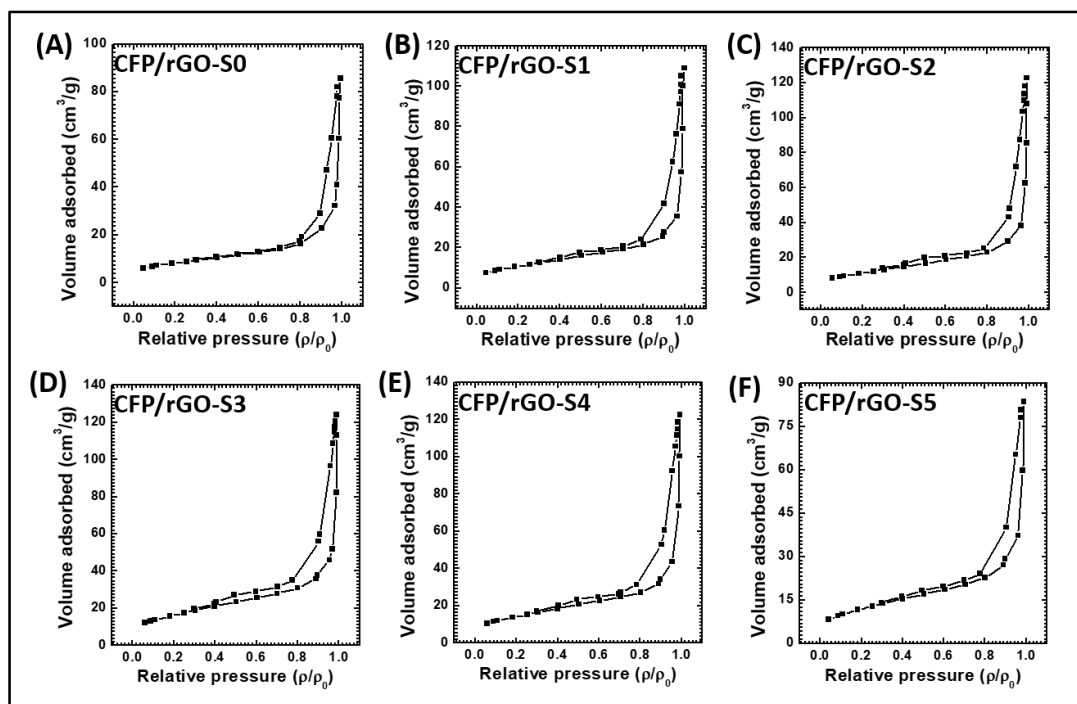 (A)
CFP/rGO-S0
100
80
60
40
20
0
Volume adsorbed (cm³/g)
0.0 0.2 0.4 0.6 0.8 1.0
Relative pressure (ρ/ρ₀)
(B)
CFP/rGO-S1
120
100
80
60
40
20
0
Volume adsorbed (cm³/g)
0.0 0.2 0.4 0.6 0.8 1.0
Relative pressure (ρ/ρ₀)
(C)
CFP/rGO-S2
140
120
100
80
60
40
20
0
Volume adsorbed (cm³/g)
0.0 0.2 0.4 0.6 0.8 1.0
Relative pressure (ρ/ρ₀)
(D)
CFP/rGO-S3
140
120
100
80
60
40
20
0
Volume adsorbed (cm³/g)
0.0 0.2 0.4 0.6 0.8 1.0
Relative pressure (ρ/ρ₀)
(E)
CFP/rGO-S4
140
120
100
80
60
40
20
0
Volume adsorbed (cm³/g)
0.0 0.2 0.4 0.6 0.8 1.0
Relative pressure (ρ/ρ₀)
(F)
CFP/rGO-S5
90
75
60
45
30
15
0
Volume adsorbed (cm³/g)
0.0 0.2 0.4 0.6 0.8 1.0
Relative pressure (ρ/ρ₀)